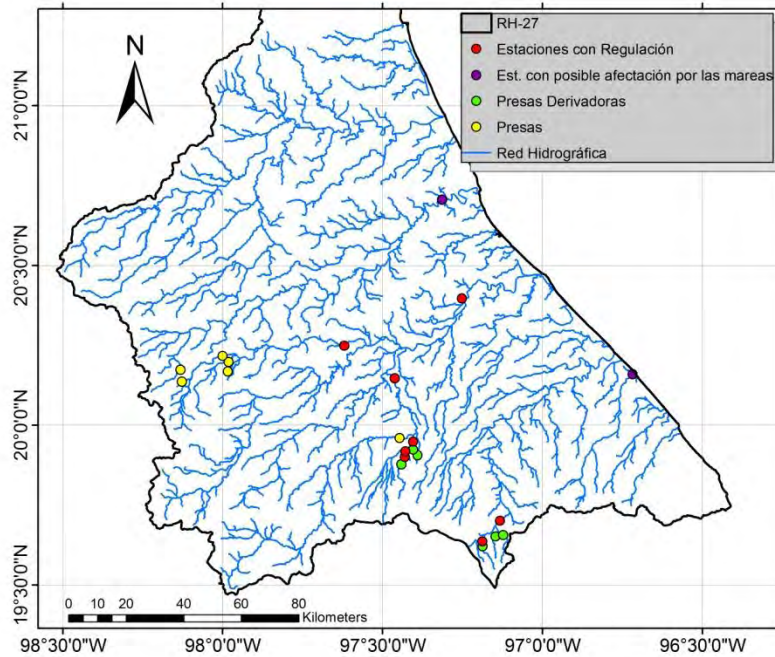 RH-27
Estaciones con Regulación
Est. con posible afectación por las mareas
Presas Derivadoras
Presas
Red Hidrográfica
N
21°0'0"N
20°30'0"N
20°0'0"N
19°30'0"N
0 10 20 40 60 80
Kilometers
98°30'0"W 98°0'0"W 97°30'0"W 97°0'0"W 96°30'0"W